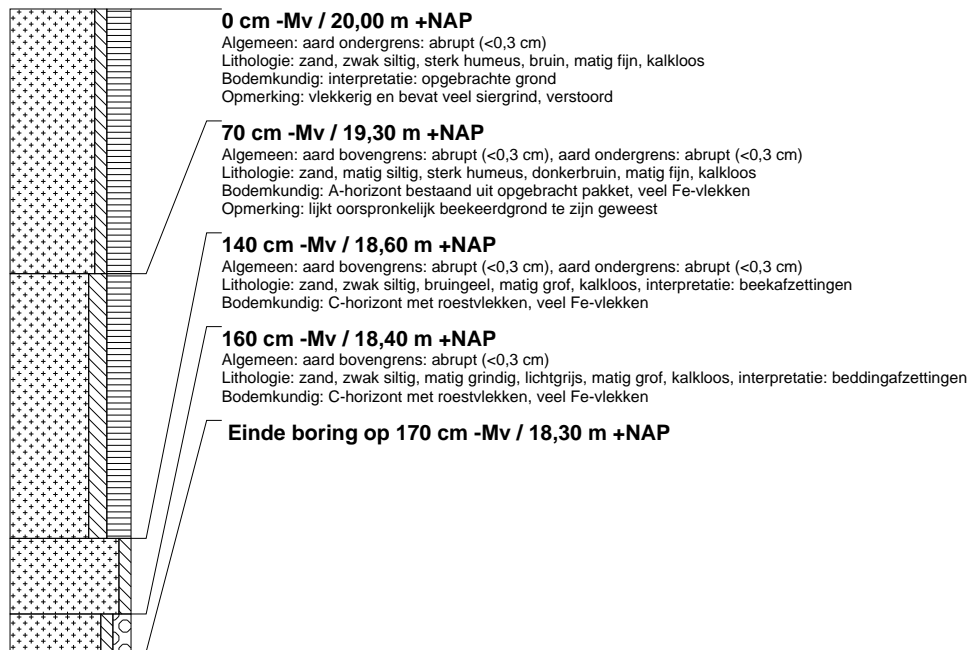 0 cm -Mv / 20,00 m +NAP
Algemeen: aard ondergrens: abrupt (<0,3 cm)
Lithologie: zand, zwak siltig, sterk humeus, bruin, matig fijn, kalkloos
Bodemkundig: interpretatie: opgebrachte grond
Opmerking: vlekkerig en bevat veel siergrind, verstoord
70 cm -Mv / 19,30 m +NAP
Algemeen: aard bovengrens: abrupt (<0,3 cm), aard ondergrens: abrupt (<0,3 cm)
Lithologie: zand, matig siltig, sterk humeus, donkerbruin, matig fijn, kalkloos
Bodemkundig: A-horizont bestaand uit opgebracht pakket, veel Fe-vlekken
Opmerking: lijkt oorspronkelijk beekeerdgrond te zijn geweest
140 cm -Mv / 18,60 m +NAP
Algemeen: aard bovengrens: abrupt (<0,3 cm), aard ondergrens: abrupt (<0,3 cm)
Lithologie: zand, zwak siltig, bruingeel, matig grof, kalkloos, interpretatie: beekafzettingen
Bodemkundig: C-horizont met roestvlekken, veel Fe-vlekken
160 cm -Mv / 18,40 m +NAP
Algemeen: aard bovengrens: abrupt (<0,3 cm)
Lithologie: zand, zwak siltig, matig grindig, lichtgrijs, matig grof, kalkloos, interpretatie: beddingafzettingen
Bodemkundig: C-horizont met roestvlekken, veel Fe-vlekken
Einde boring op 170 cm -Mv / 18,30 m +NAP